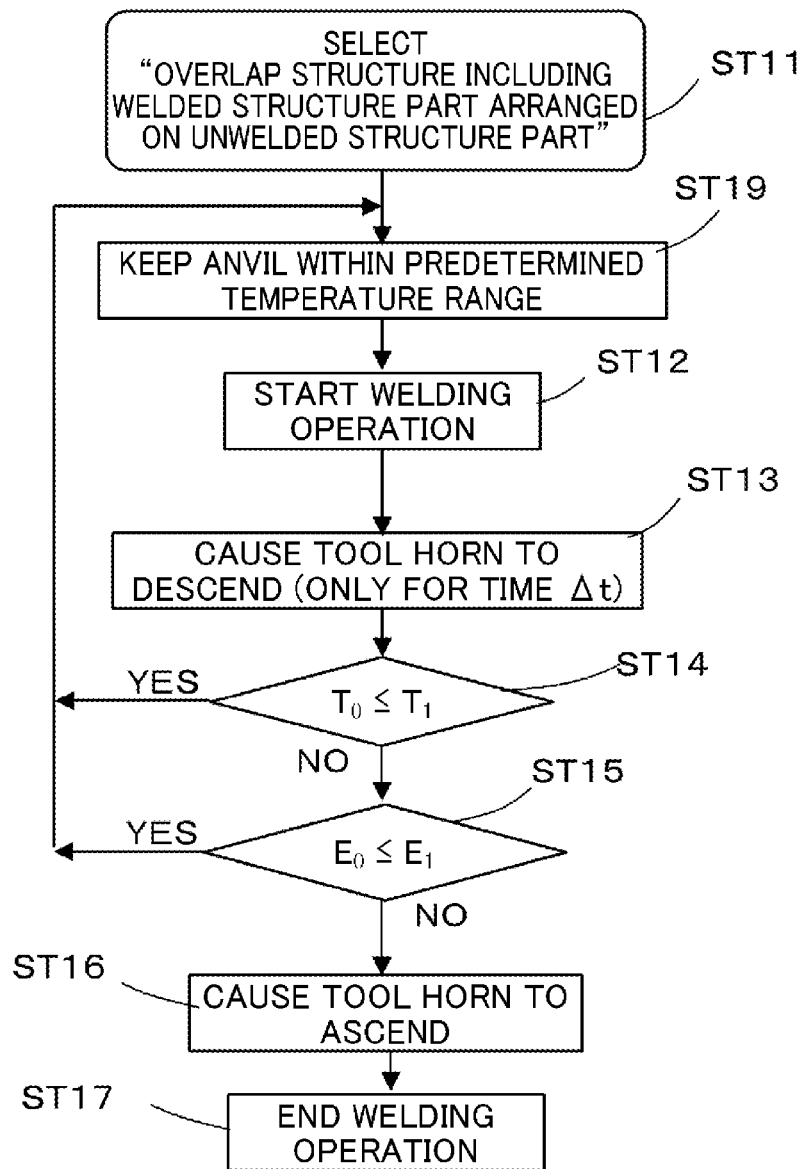 SELECT
“OVERLAP STRUCTURE INCLUDING
WELDED STRUCTURE PART ARRANGED
ON UNWELDED STRUCTURE PART”
ST11
ST19
KEEP ANVIL WITHIN PREDETERMINED
TEMPERATURE RANGE
ST12
START WELDING
OPERATION
ST13
CAUSE TOOL HORN TO
DESCEND (ONLY FOR TIME Δt)
ST14
YES
T₀ ≤ T₁
NO
ST15
YES
E₀ ≤ E₁
NO
ST16
CAUSE TOOL HORN TO
ASCEND
ST17
END WELDING
OPERATION